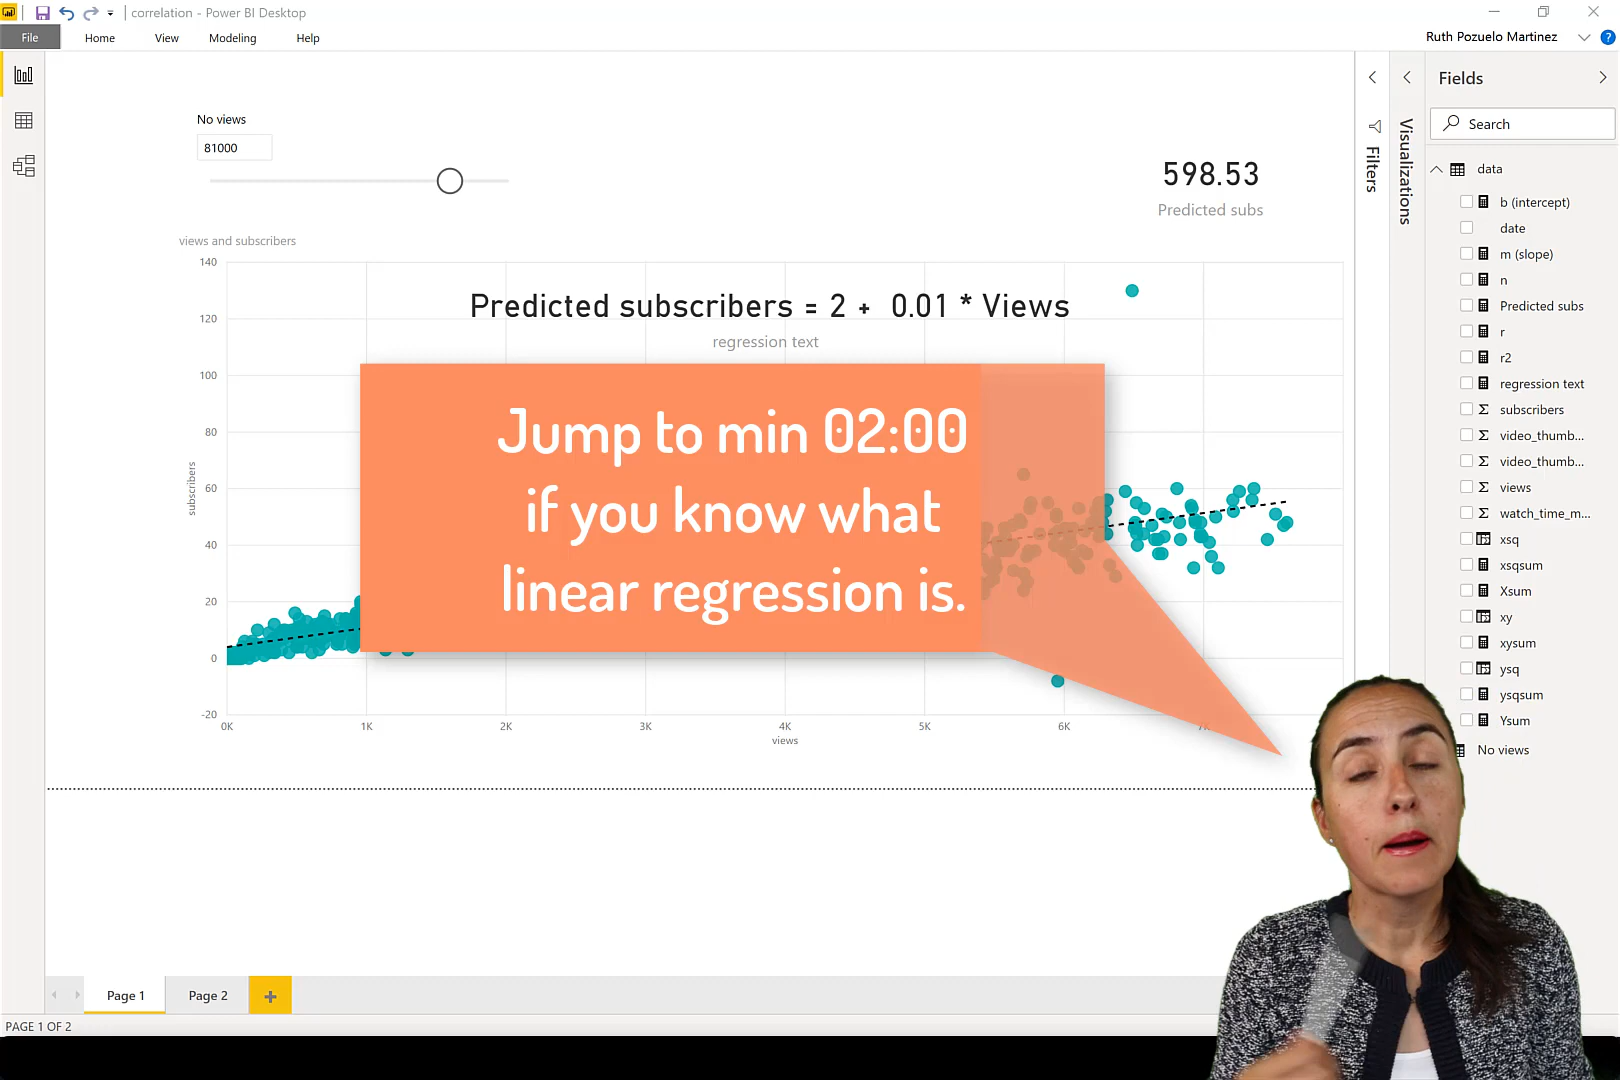 correlation - Power BI Desktop
File Home View Modeling Help
Ruth Pozuelo Martinez
?
No views
81000
598.53
Predicted subs
views and subscribers
Predicted subscribers = 2 + 0.01 * Views
regression text
140
120
100
80
60
40
20
0
-20
subscribers
0K 1K 2K 3K 4K 5K 6K
views
Jump to min 02:00
if you know what
linear regression is.
Filters
Visualizations
Fields
Search
data
b (intercept)
date
m (slope)
n
Predicted subs
r
r2
regression text
subscribers
video_thumb...
video_thumb...
views
watch_time_m...
xsq
xsqsum
Xsum
xy
xysum
ysq
ysqsum
Ysum
No views
Page 1 Page 2 +
PAGE 1 OF 2